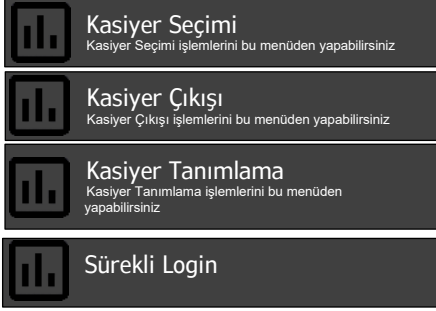 Kasiyer Seçimi
Kasiyer Seçimi işlemlerini bu menüden yapabilirsiniz
Kasiyer Çıkışı
Kasiyer Çıkışı işlemlerini bu menüden yapabilirsiniz
Kasiyer Tanımlama
Kasiyer Tanımlama işlemlerini bu menüden
yapabilirsiniz
Sürekli Login